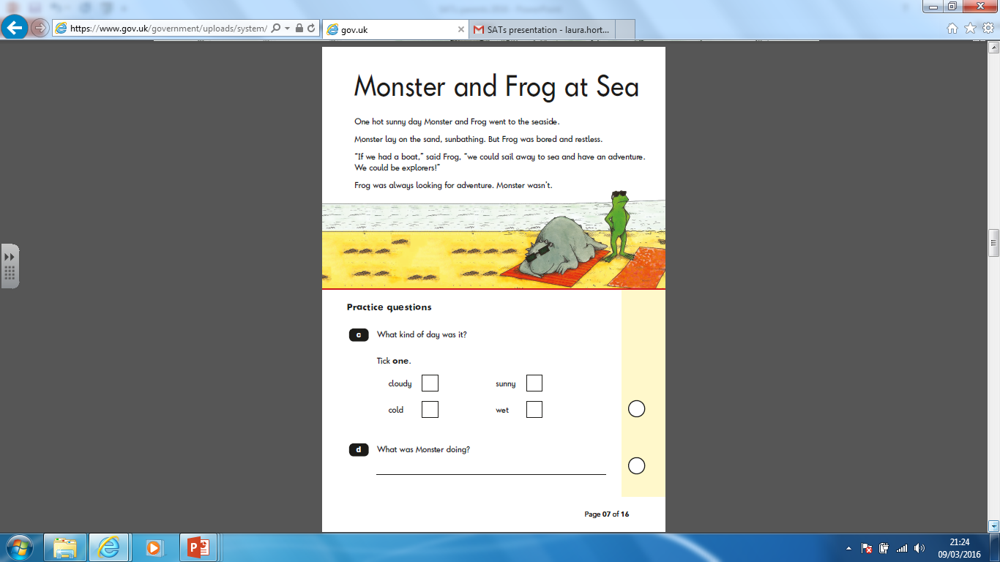 https://www.gov.uk/government/uploads/system/
gov.uk
SATs presentation - laura.hort...
Monster and Frog at Sea
One hot sunny day Monster and Frog went to the seaside.
Monster lay on the sand, sunbathing. But Frog was bored and restless.
“If we had a boat,” said Frog, “we could sail away to sea and have an adventure.
We could be explorers!”
Frog was always looking for adventure. Monster wasn’t.
Practice questions
c What kind of day was it?
Tick one.
cloudy sunny
cold wet
d What was Monster doing?
Page 07 of 16
21:24
09/03/2016